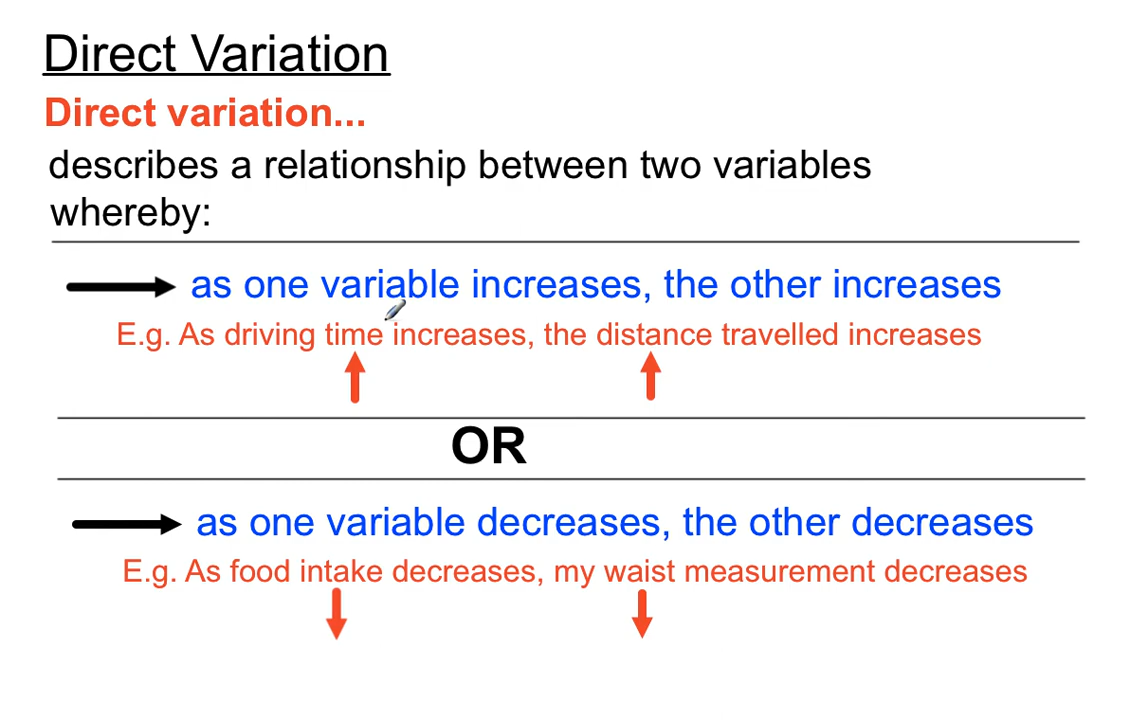 Direct Variation
Direct variation...
describes a relationship between two variables
whereby:
as one variable increases, the other increases
E.g. As driving time increases, the distance travelled increases
OR
as one variable decreases, the other decreases
E.g. As food intake decreases, my waist measurement decreases